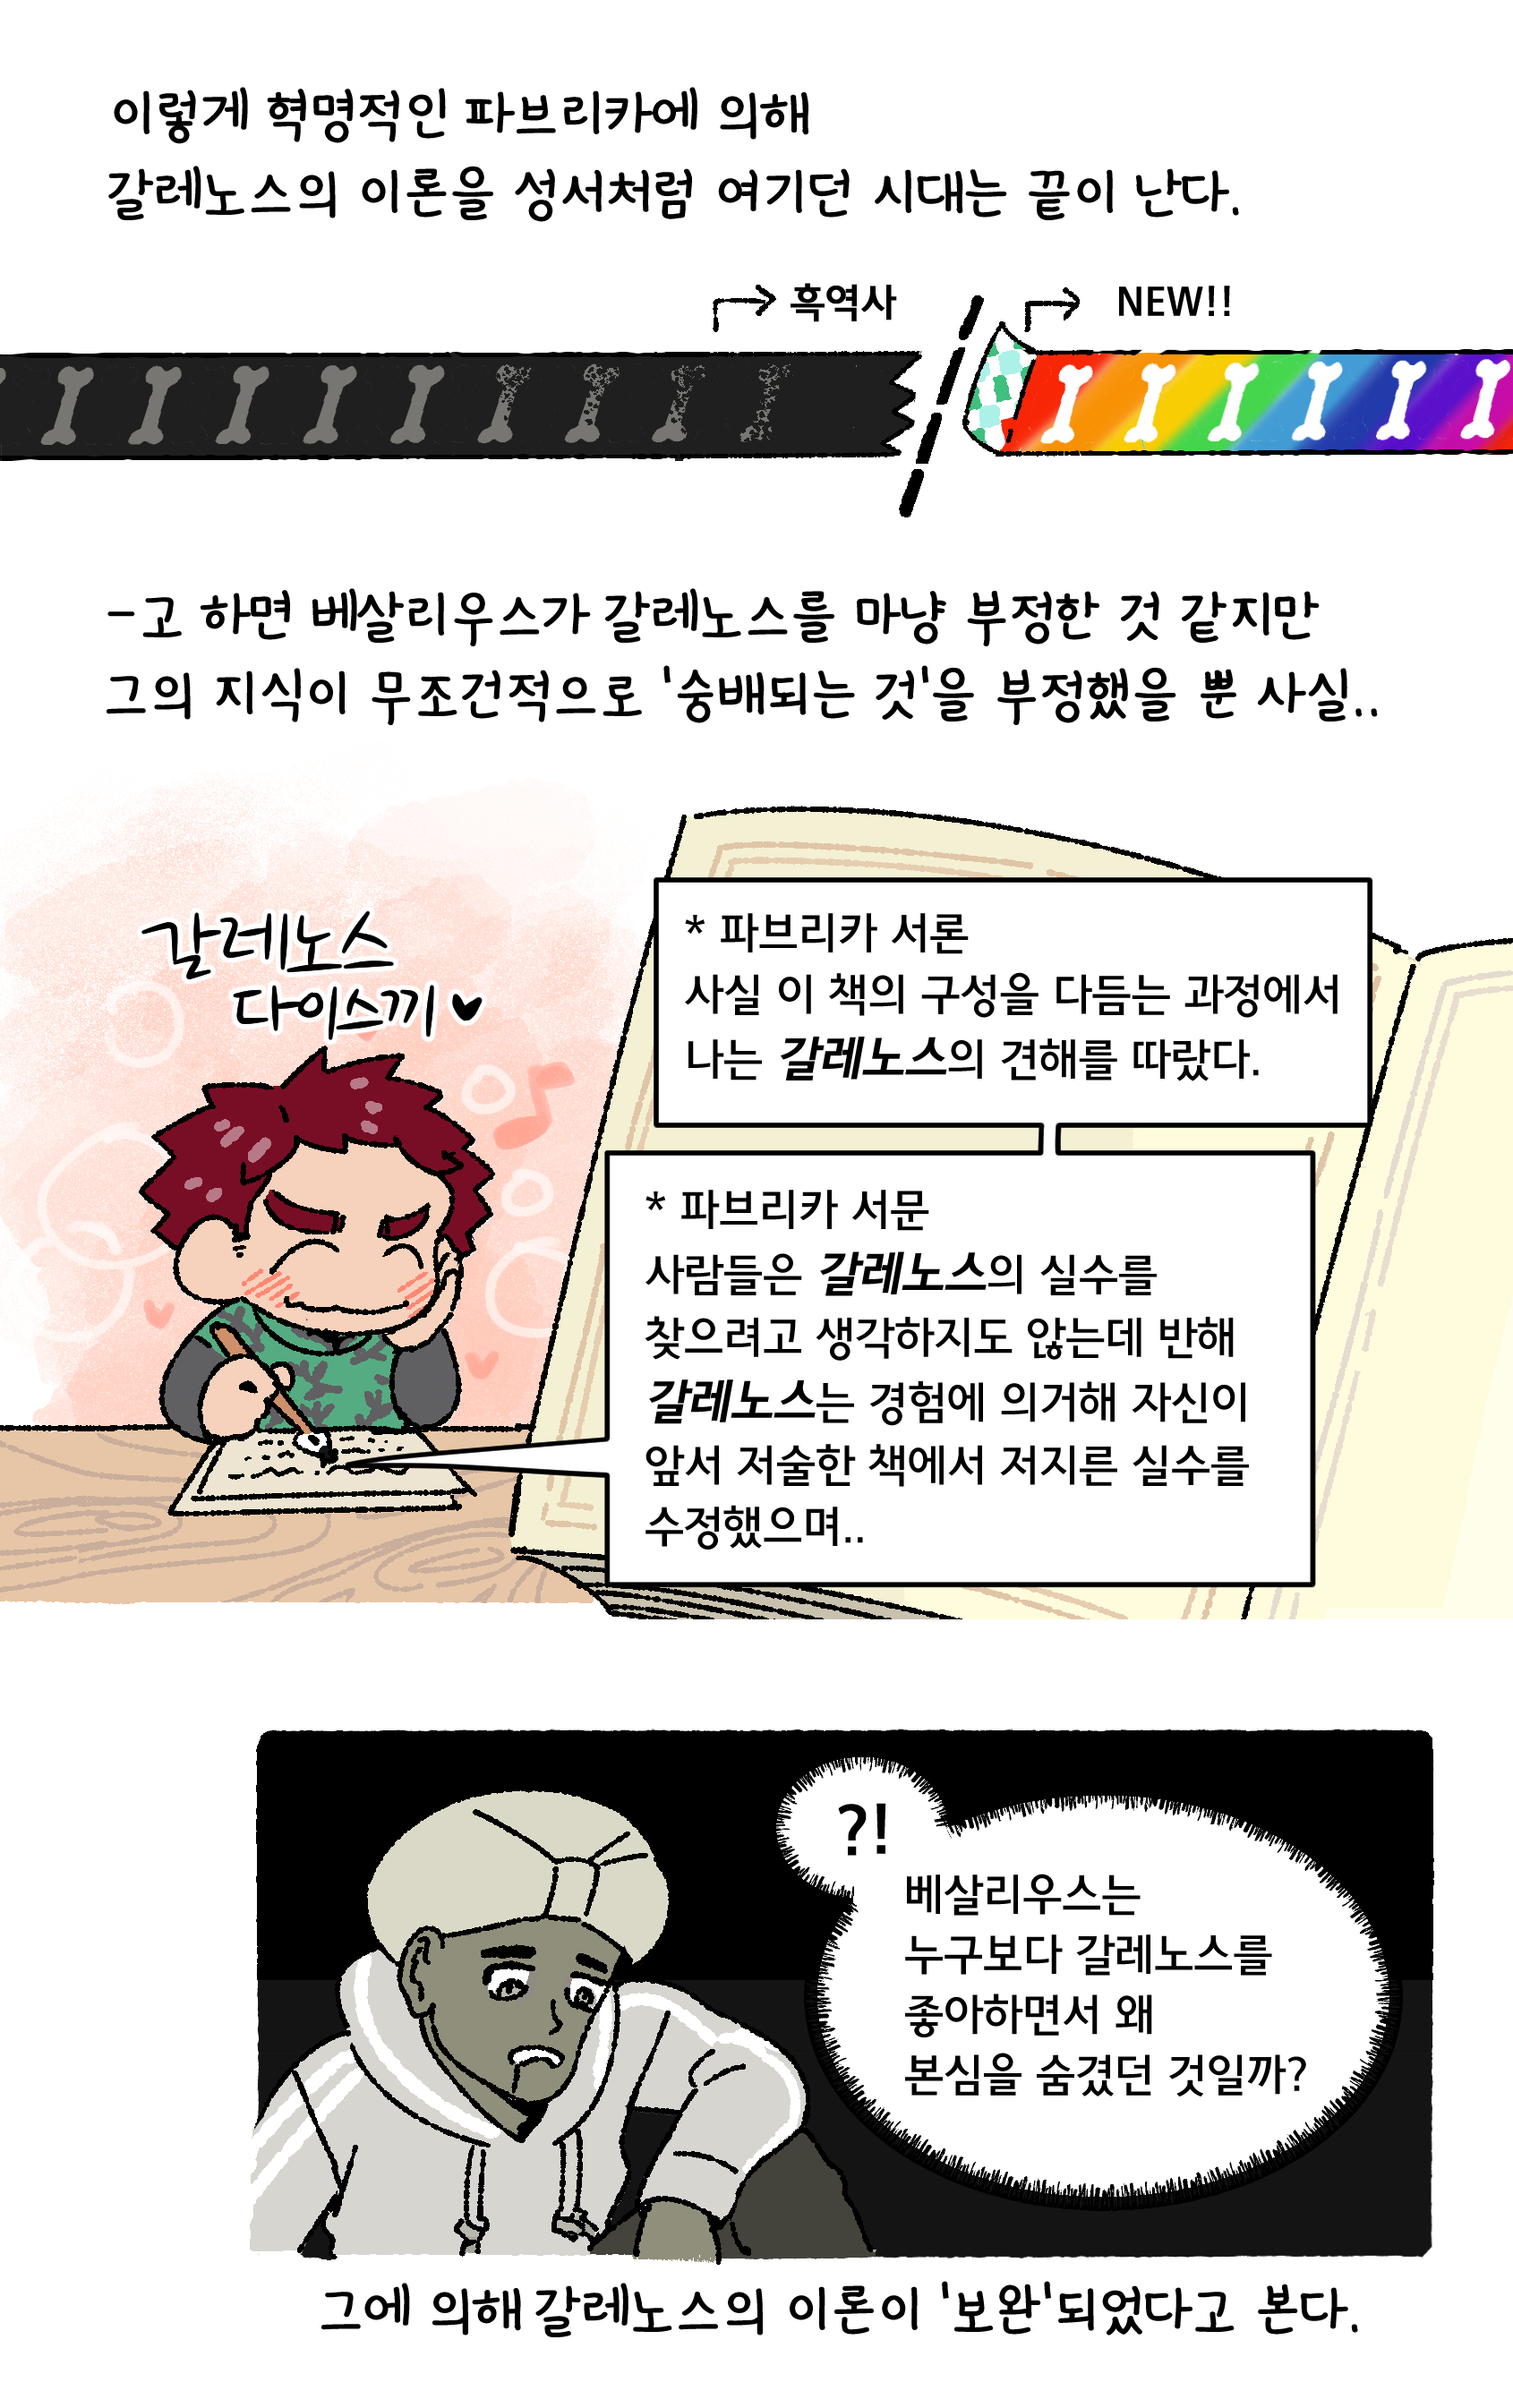 이렇게 혁명적인 파브리카에 의해
갈레노스의 이론을 성서처럼 여기던 시대는 끝이 난다.
흑역사
NEW!!
-고 하면 베살리우스가 갈레노스를 마냥 부정한 것 같지만
그의 지식이 무조건적으로 '숭배되는 것'을 부정했을 뿐 사실..
갈레노스
다이스끼♥
* 파브리카 서론
사실 이 책의 구성을 다듬는 과정에서
나는 갈레노스의 견해를 따랐다.
* 파브리카 서문
사람들은 갈레노스의 실수를
찾으려고 생각하지도 않는데 반해
갈레노스는 경험에 의거해 자신이
앞서 저술한 책에서 저지른 실수를
수정했으며..
?!
베살리우스는
누구보다 갈레노스를
좋아하면서 왜
본심을 숨겼던 것일까?
그에 의해 갈레노스의 이론이 '보완'되었다고 본다.